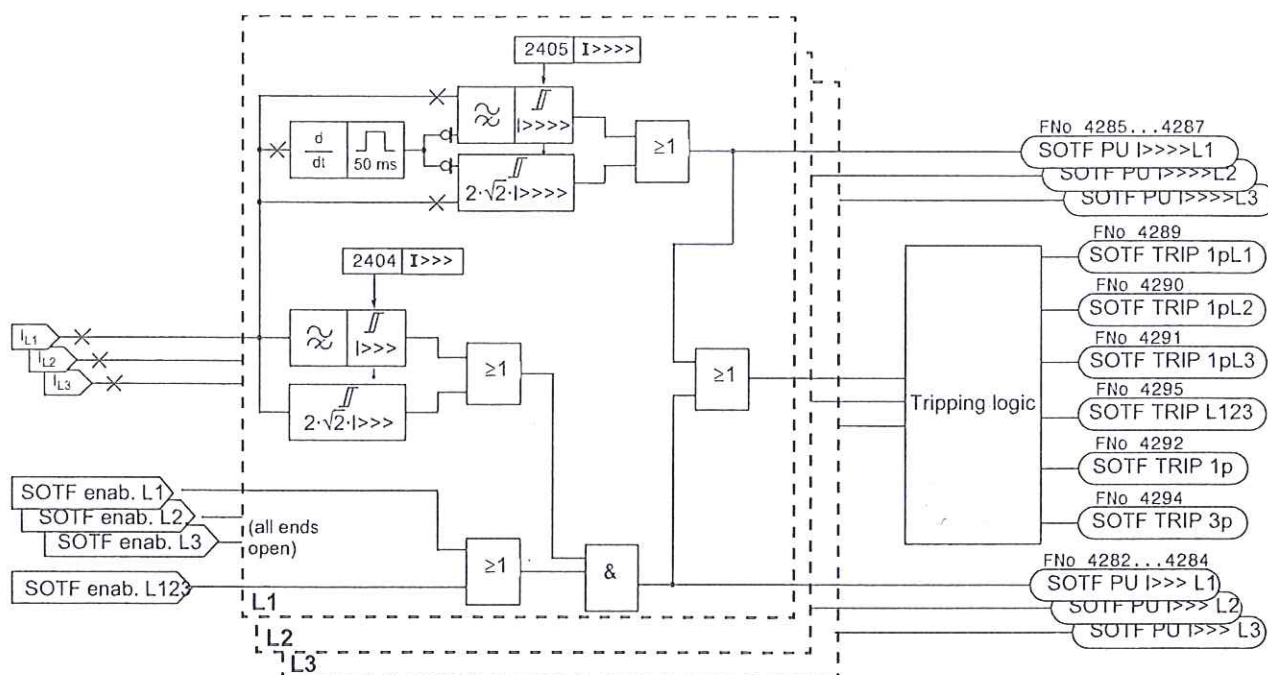 2405 I>>>>
I>>>>
d
dt
50 ms
2·√2·I>>>>
≥1
FNo 4285...4287
SOTF PU I>>>>L1
SOTF PU I>>>>L2
SOTF PU I>>>>L3
2404 I>>>
I>>>
2·√2·I>>>
≥1
IL1
IL2
IL3
≥1
Tripping logic
FNo 4289
SOTF TRIP 1pL1
FNo 4290
SOTF TRIP 1pL2
FNo 4291
SOTF TRIP 1pL3
FNo 4295
SOTF TRIP L123
FNo 4292
SOTF TRIP 1p
FNo 4294
SOTF TRIP 3p
SOTF enab. L1
SOTF enab. L2
SOTF enab. L3
(all ends
open)
SOTF enab. L123
≥1
&
FNo 4282...4284
SOTF PU I>>> L1
SOTF PU I>>> L2
SOTF PU I>>> L3
L1
L2
L3